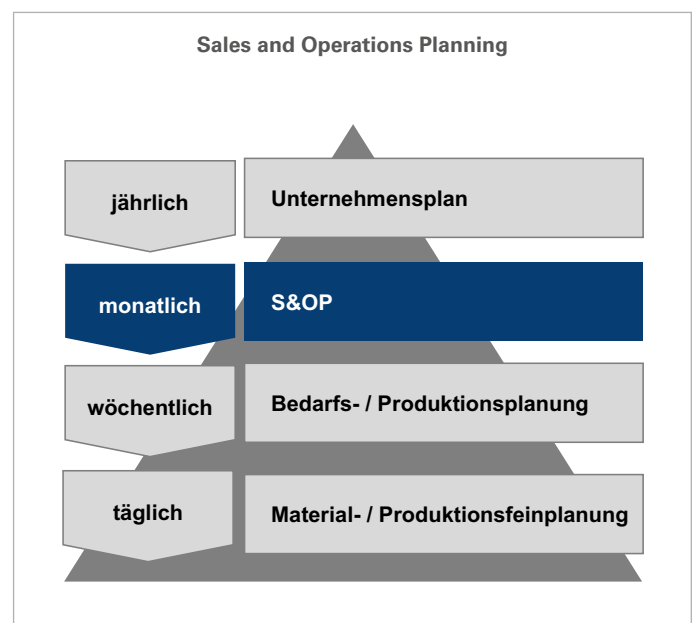 Sales and Operations Planning
jährlich
Unternehmensplan
monatlich
S&OP
wöchentlich
Bedarfs- / Produktionsplanung
täglich
Material- / Produktionsfeinplanung